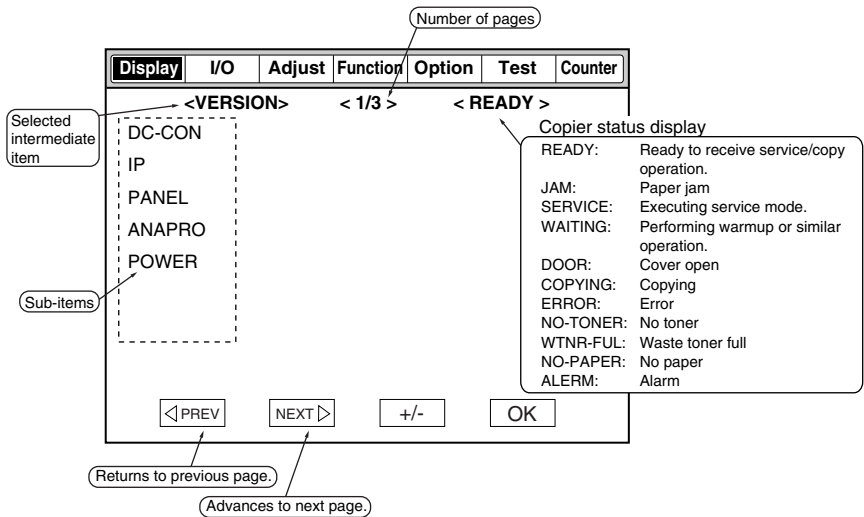 Number of pages
Display I/O Adjust Function Option Test Counter
<VERSION> < 1/3 > < READY >
Selected
intermediate
item
DC-CON
IP
PANEL
ANAPRO
POWER
Sub-items
Copier status display
READY: Ready to receive service/copy
operation.
JAM: Paper jam
SERVICE: Executing service mode.
WAITING: Performing warmup or similar
operation.
DOOR: Cover open
COPYING: Copying
ERROR: Error
NO-TONER: No toner
WTNR-FUL: Waste toner full
NO-PAPER: No paper
ALERM: Alarm
PREV NEXT +/- OK
Returns to previous page.
Advances to next page.